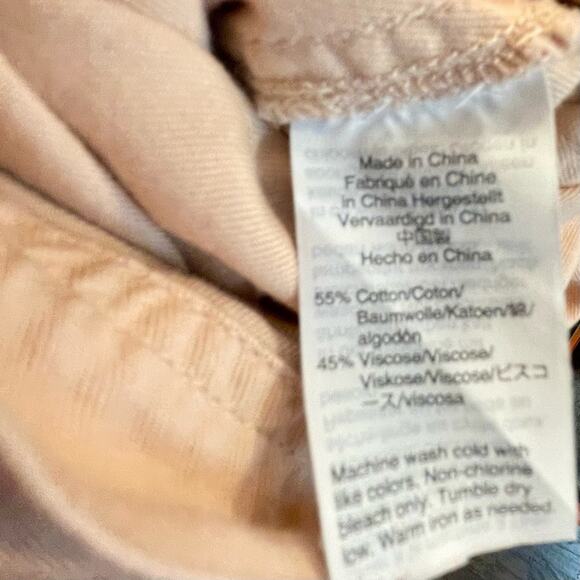 Made in China
Fabriqué en Chine
in China Hergestellt
Vervaardigd in China
中国製
Hecho en China
55% Cotton/Coton/
Baumwolle/Katoen/綿/
algodón
45% Viscose/Viscose/
Viskose/Viscose/ビスコ
ース/viscosa
Machine wash cold with
like colors. Non-chlorine
bleach only. Tumble dry
low. Warm iron as needed.